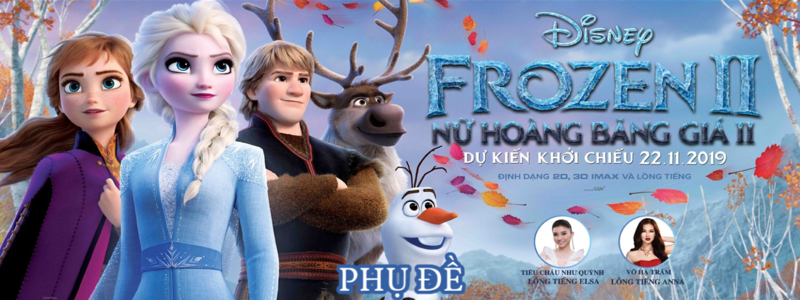 DISNEY
FROZEN II
NỮ HOÀNG BĂNG GIÁ II
DỰ KIẾN KHỞI CHIẾU 22.11.2019
ĐỊNH DẠNG 2D, 3D IMAX VÀ LỒNG TIẾNG
TIÊU CHÂU NHƯ QUỲNH
LỒNG TIẾNG ELSA
VÕ HẠ TRÂM
LỒNG TIẾNG ANNA
PHỤ ĐỀ